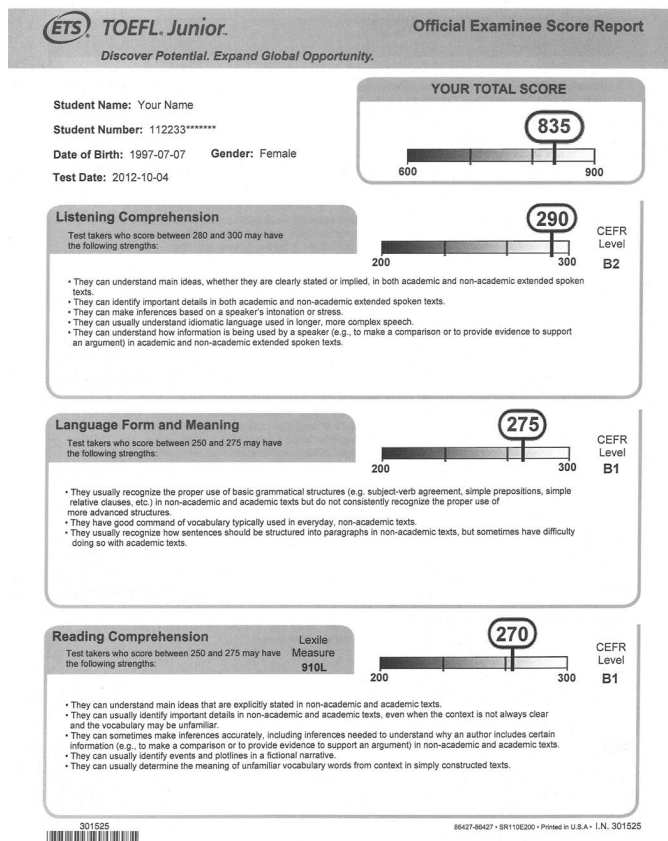 ETS TOEFL Junior. Official Examinee Score Report
Discover Potential. Expand Global Opportunity.
YOUR TOTAL SCORE
835
600 900
Student Name: Your Name
Student Number: 112233*******
Date of Birth: 1997-07-07 Gender: Female
Test Date: 2012-10-04
Listening Comprehension
Test takers who score between 280 and 300 may have
the following strengths:
290
200 300
CEFR
Level
B2
• They can understand main ideas, whether they are clearly stated or implied, in both academic and non-academic extended spoken
texts.
• They can identify important details in both academic and non-academic extended spoken texts.
• They can make inferences based on a speaker's intonation or stress.
• They can usually understand idiomatic language used in longer, more complex speech.
• They can understand how information is being used by a speaker (e.g., to make a comparison or to provide evidence to support
an argument) in academic and non-academic extended spoken texts.
Language Form and Meaning
Test takers who score between 250 and 275 may have
the following strengths:
275
200 300
CEFR
Level
B1
• They usually recognize the proper use of basic grammatical structures (e.g. subject-verb agreement, simple prepositions, simple
relative clauses, etc.) in non-academic and academic texts but do not consistently recognize the proper use of
more advanced structures.
• They have good command of vocabulary typically used in everyday, non-academic texts.
• They usually recognize how sentences should be structured into paragraphs in non-academic texts, but sometimes have difficulty
doing so with academic texts.
Reading Comprehension
Test takers who score between 250 and 275 may have
the following strengths:
Lexile
Measure
910L
270
200 300
CEFR
Level
B1
• They can understand main ideas that are explicitly stated in non-academic and academic texts.
• They can usually identify important details in non-academic and academic texts, even when the context is not always clear
and the vocabulary may be unfamiliar.
• They can sometimes make inferences accurately, including inferences needed to understand why an author includes certain
information (e.g., to make a comparison or to provide evidence to support an argument) in non-academic and academic texts.
• They can usually identify events and plotlines in a fictional narrative.
• They can usually determine the meaning of unfamiliar vocabulary words from context in simply constructed texts.
301525
86427-86427 • SR110E200 • Printed in U.S.A • I.N. 301525